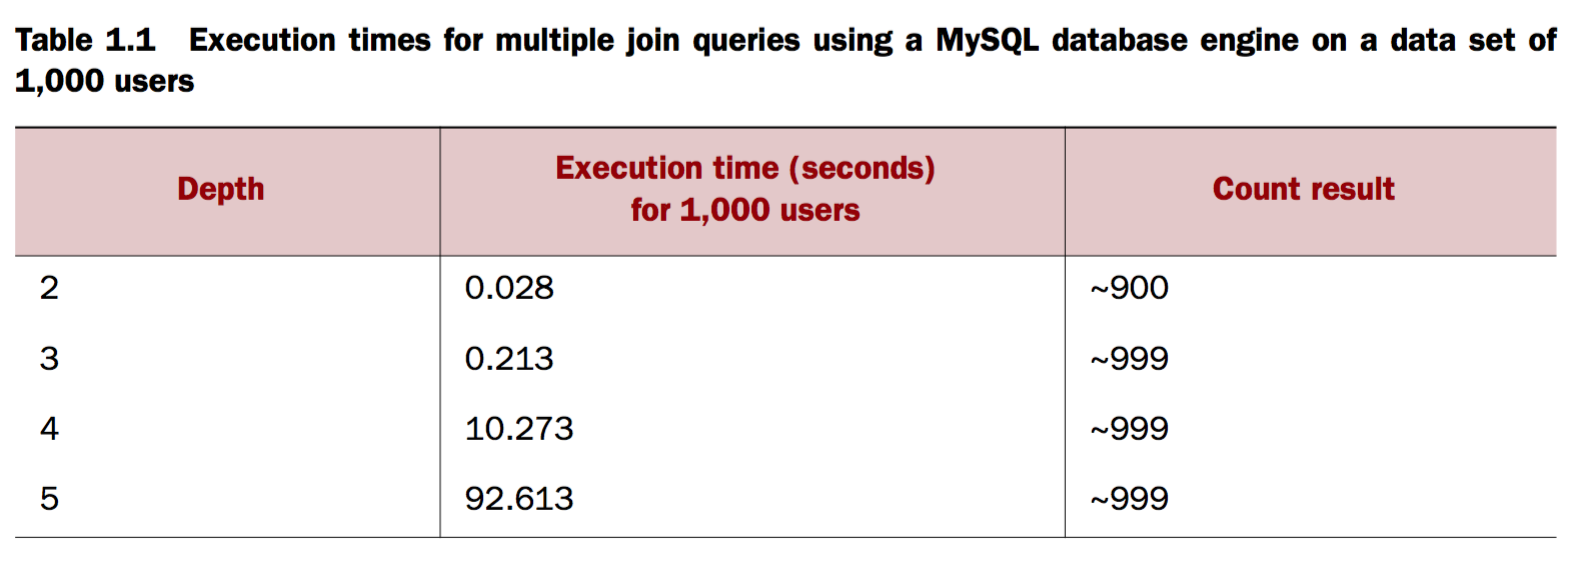 Table 1.1 Execution times for multiple join queries using a MySQL database engine on a data set of
1,000 users
Depth
Execution time (seconds)
for 1,000 users
Count result
2 0.028 ~900
3 0.213 ~999
4 10.273 ~999
5 92.613 ~999